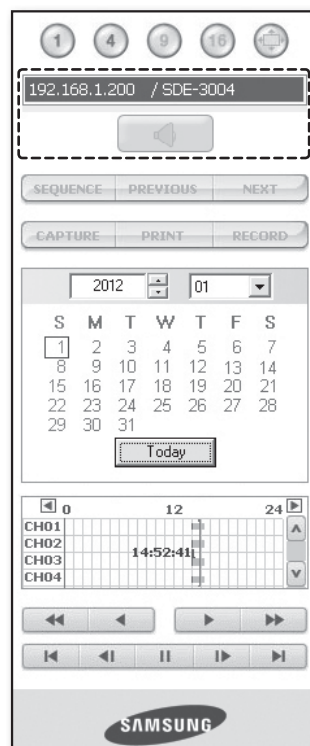 1 4 9 16
192.168.1.200 / SDE-3004
SEQUENCE PREVIOUS NEXT
CAPTURE PRINT RECORD
2012 01
S M T W T F S
1 2 3 4 5 6 7
8 9 10 11 12 13 14
15 16 17 18 19 20 21
22 23 24 25 26 27 28
29 30 31
Today
0 12 24
CH01
CH02
14:52:41
CH03
CH04
SAMSUNG